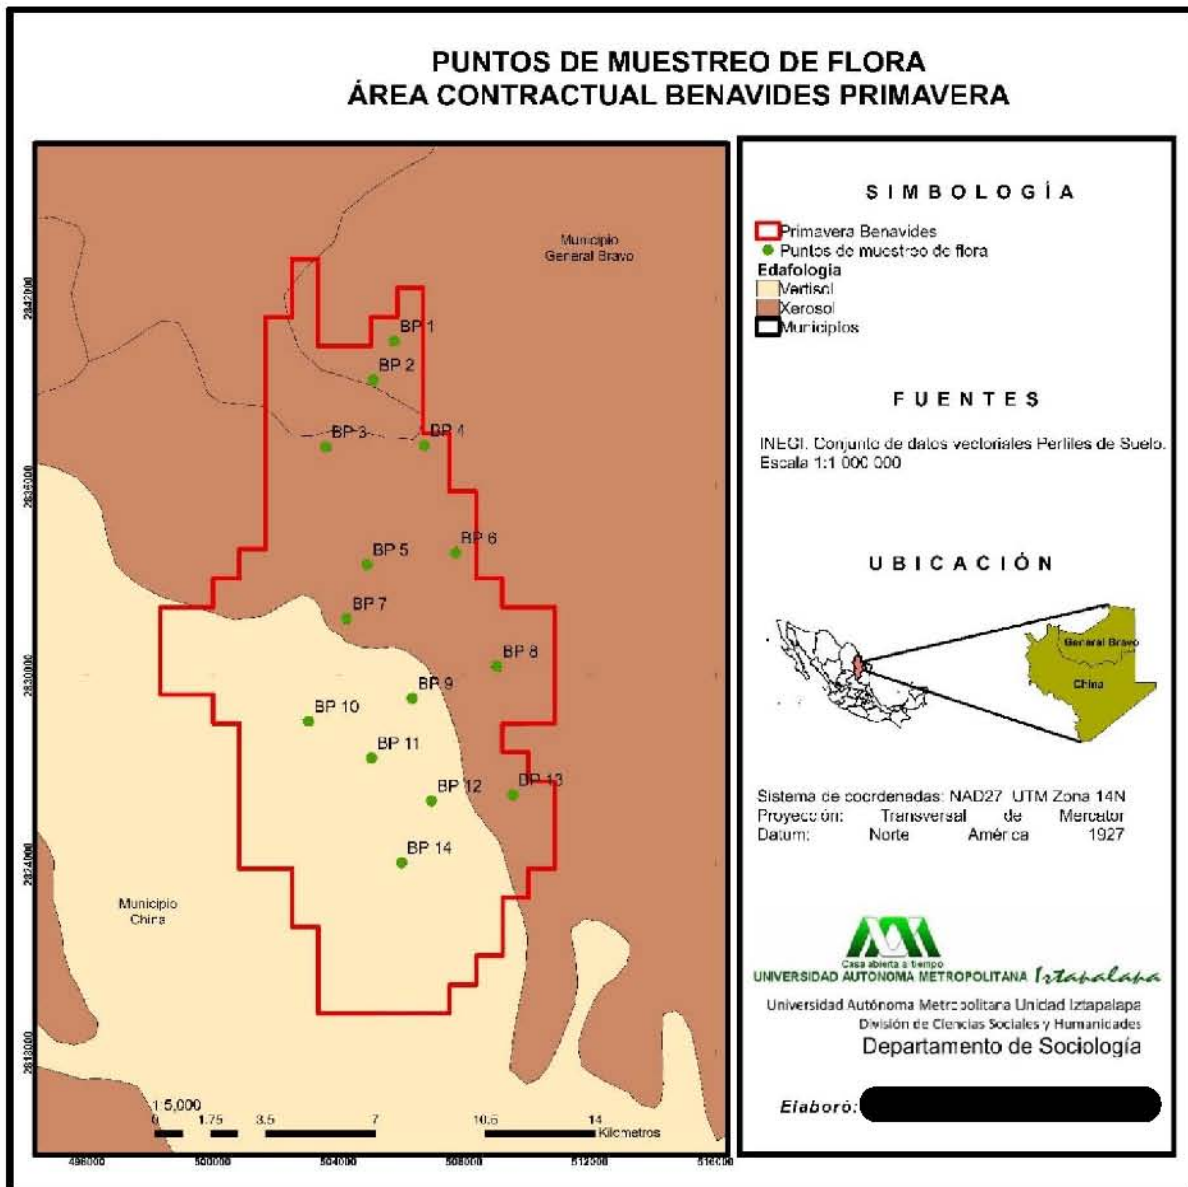 PUNTOS DE MUESTREO DE FLORA
ÁREA CONTRACTUAL BENAVIDES PRIMAVERA
Municipio
General Bravo
BP 1
BP 2
BP 3
BP 4
BP 5
BP 6
BP 7
BP 8
BP 9
BP 10
BP 11
BP 12
BP 13
BP 14
Municipio
China
2842000
2836000
2830000
2824000
2818000
1:5,000
0 1.75 3.5 7 10.5 14
Kilometros
496000 500000 504000 508000 512000 516000
SIMBOLOGÍA
Primavera Benavides
Puntos de muestreo de flora
Edafología
Vertisol
Xerosol
Municipios
FUENTES
INEGI. Conjunto de datos vectoriales Perfiles de Suelo.
Escala 1:1 000 000
UBICACIÓN
General Bravo
China
Sistema de coordenadas: NAD27 UTM Zona 14N
Proyección: Transversal de Mercator
Datum: Norte América 1927
Casa abierta al tiempo
UNIVERSIDAD AUTONOMA METROPOLITANA Iztapalapa
Universidad Autónoma Metropolitana Unidad Iztapalapa
División de Ciencias Sociales y Humanidades
Departamento de Sociología
Elaboró: